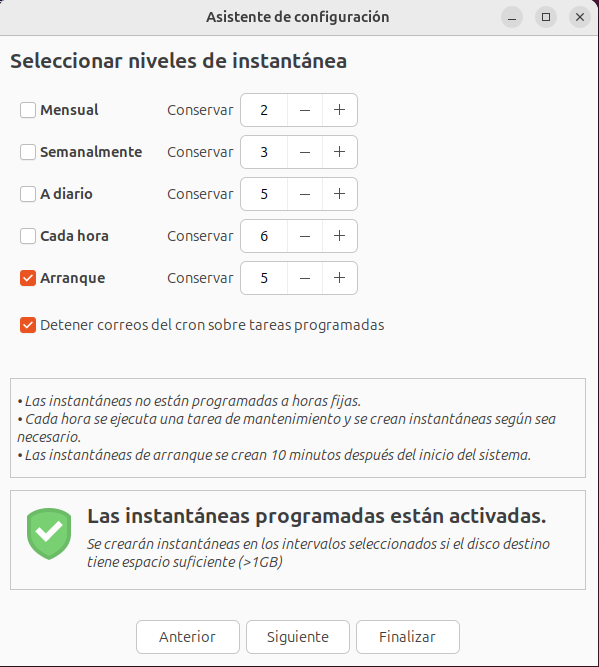 Asistente de configuración
Seleccionar niveles de instantánea
Mensual Conservar 2 — +
Semanalmente Conservar 3 — +
A diario Conservar 5 — +
Cada hora Conservar 6 — +
Arranque Conservar 5 — +
Detener correos del cron sobre tareas programadas
• Las instantáneas no están programadas a horas fijas.
• Cada hora se ejecuta una tarea de mantenimiento y se crean instantáneas según sea
necesario.
• Las instantáneas de arranque se crean 10 minutos después del inicio del sistema.
Las instantáneas programadas están activadas.
Se crearán instantáneas en los intervalos seleccionados si el disco destino
tiene espacio suficiente (>1GB)
Anterior Siguiente Finalizar